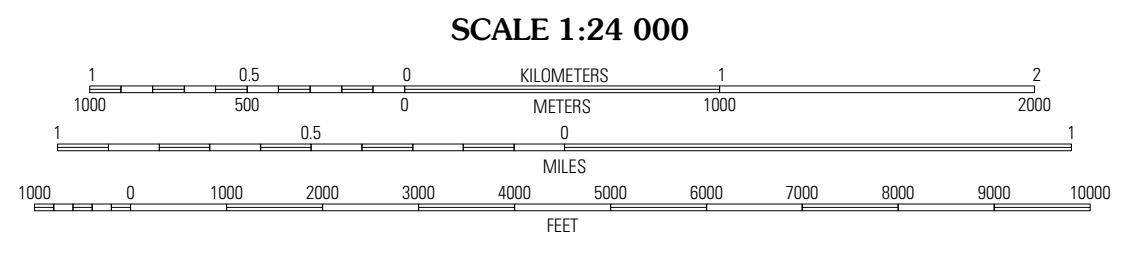 SCALE 1:24 000
1 0.5 0 KILOMETERS 1 2
1000 500 0 METERS 1000 2000
1 0.5 0 1
MILES
1000 0 1000 2000 3000 4000 5000 6000 7000 8000 9000 10000
FEET